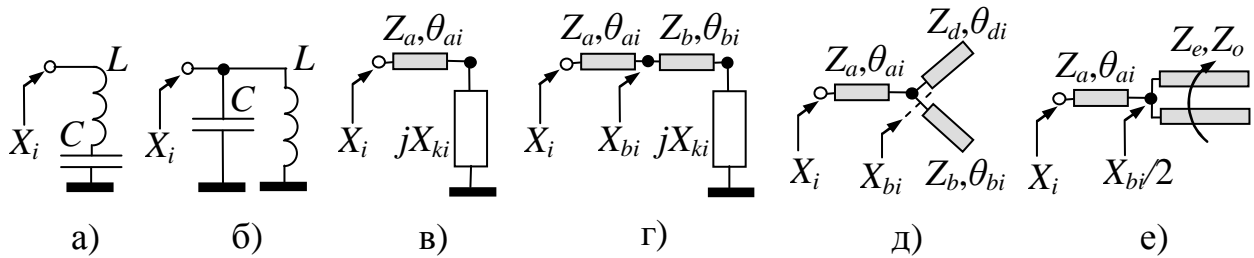 L
C
X_i
а)
L
C
X_i
б)
Z_a,θ_ai
X_i
jX_ki
в)
Z_a,θ_ai Z_b,θ_bi
X_i
X_bi
jX_ki
г)
Z_d,θ_di
Z_a,θ_ai
X_i
X_bi
Z_b,θ_bi
д)
Z_e,Z_o
Z_a,θ_ai
X_i
X_bi/2
е)